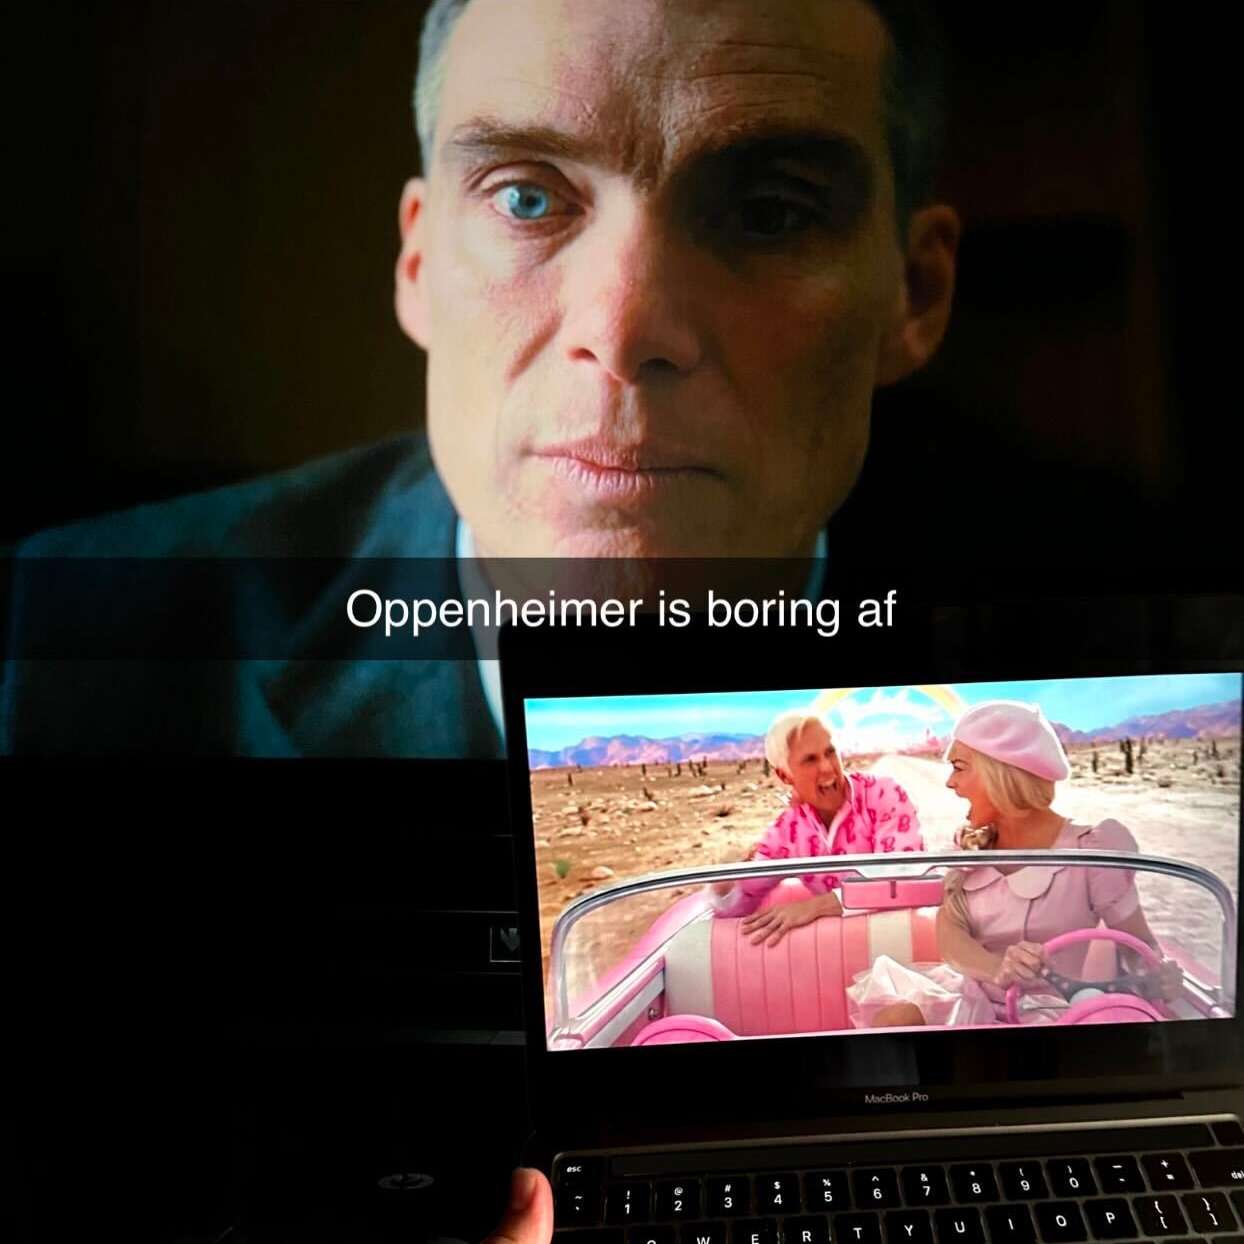 Oppenheimer is boring af
MacBook Pro
esc
! @ # $ % ^ & * ( ) - +
1 2 3 4 5 6 7 8 9 0
W E R T Y U I O P { }
[ ]